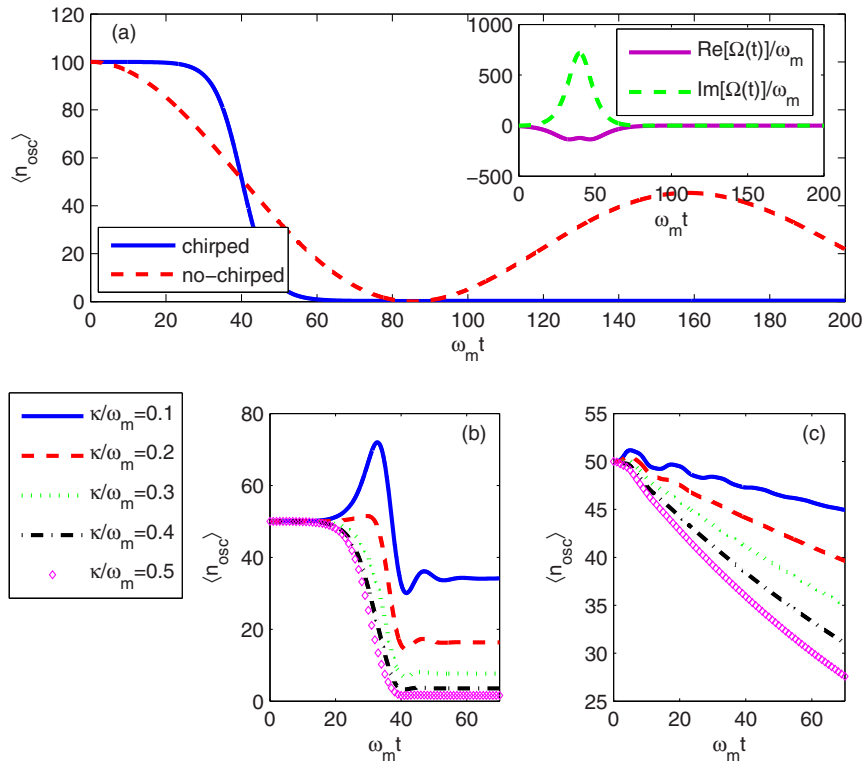 (a)
⟨n_osc⟩
120
100
80
60
40
20
0
0 20 40 60 80 100 120 140 160 180 200
ω_m t
chirped
no−chirped
1000
500
0
−500
0 50 100 150 200
ω_m t
Re[Ω(t)]/ω_m
Im[Ω(t)]/ω_m
κ/ω_m=0.1
κ/ω_m=0.2
κ/ω_m=0.3
κ/ω_m=0.4
κ/ω_m=0.5
(b)
⟨n_osc⟩
80
60
40
20
0
0 20 40 60
ω_m t
(c)
⟨n_osc⟩
55
50
45
40
35
30
25
0 20 40 60
ω_m t